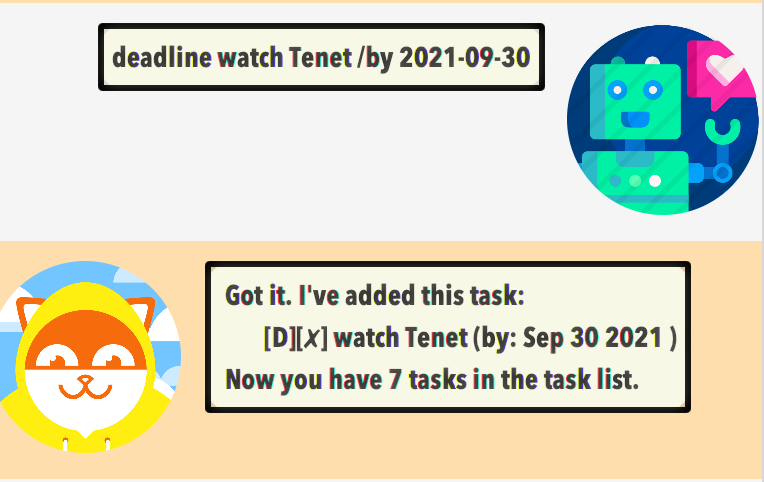 deadline watch Tenet /by 2021-09-30
Got it. I've added this task:
[D][✗] watch Tenet (by: Sep 30 2021 )
Now you have 7 tasks in the task list.